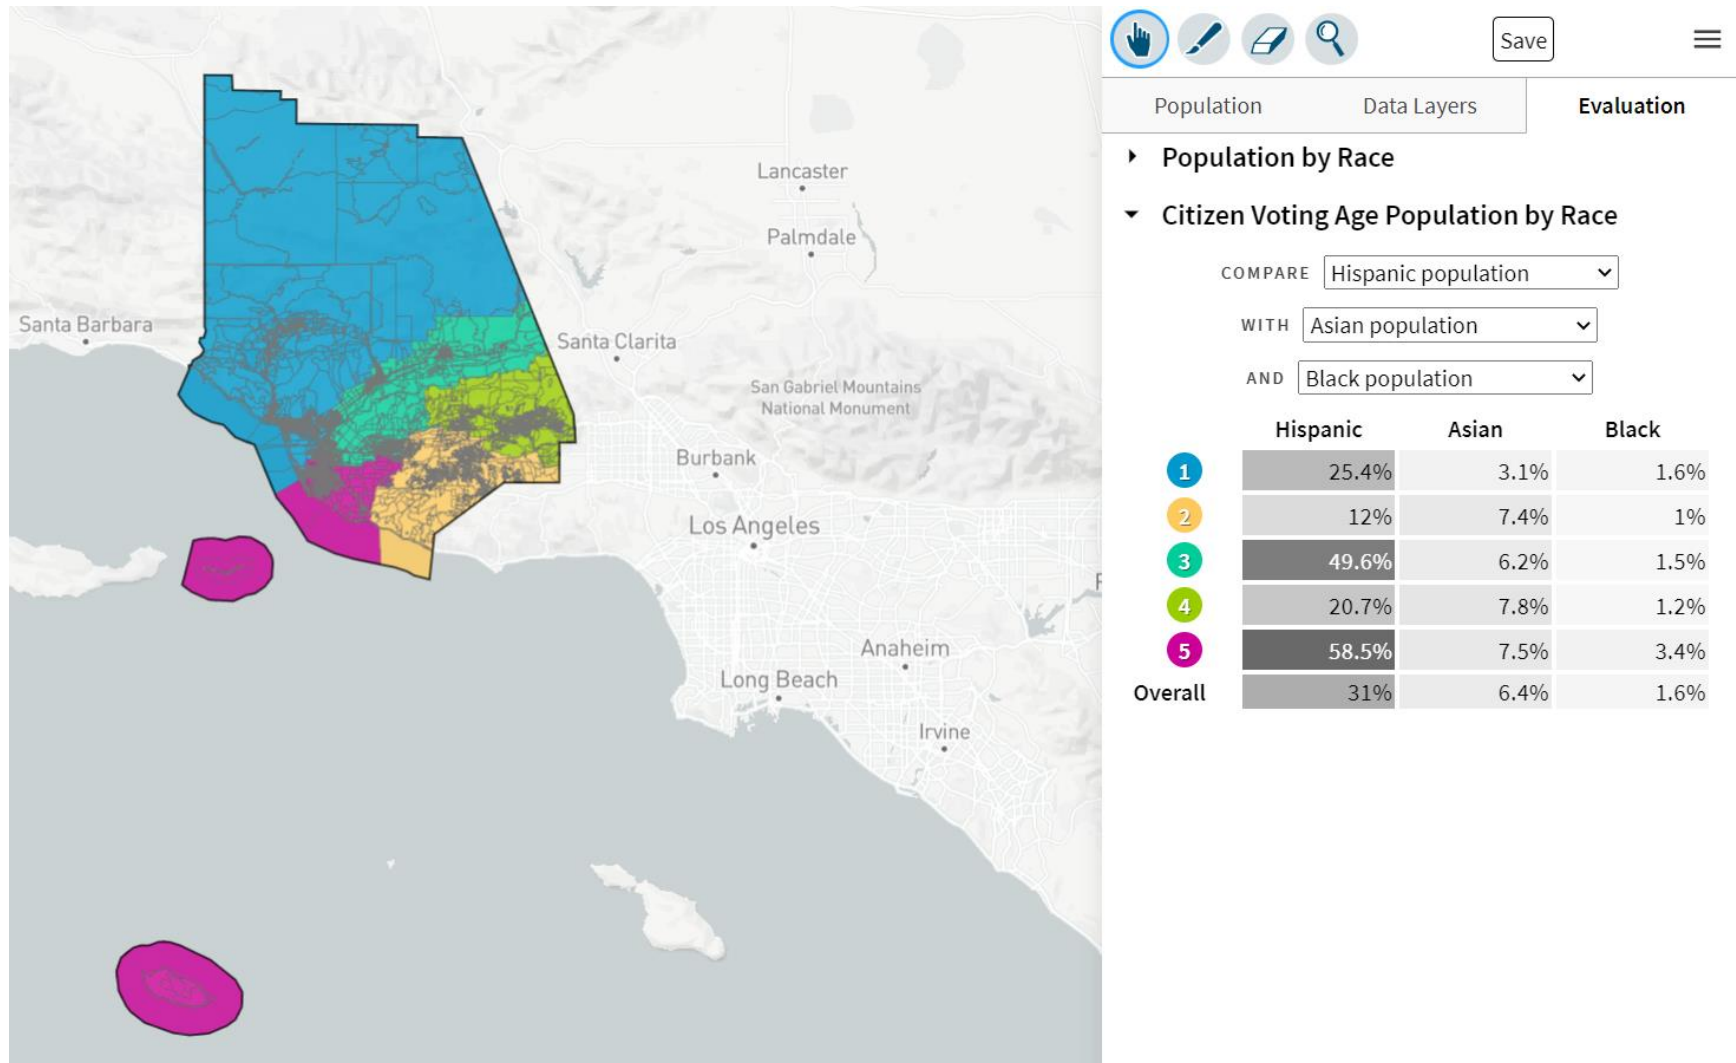 Lancaster
Palmdale
Santa Barbara
Santa Clarita
San Gabriel Mountains
National Monument
Burbank
Los Angeles
Anaheim
Long Beach
Irvine
Save
Population
Data Layers
Evaluation
Population by Race
Citizen Voting Age Population by Race
COMPARE Hispanic population
WITH Asian population
AND Black population
Hispanic Asian Black
1 25.4% 3.1% 1.6%
2 12% 7.4% 1%
3 49.6% 6.2% 1.5%
4 20.7% 7.8% 1.2%
5 58.5% 7.5% 3.4%
Overall 31% 6.4% 1.6%